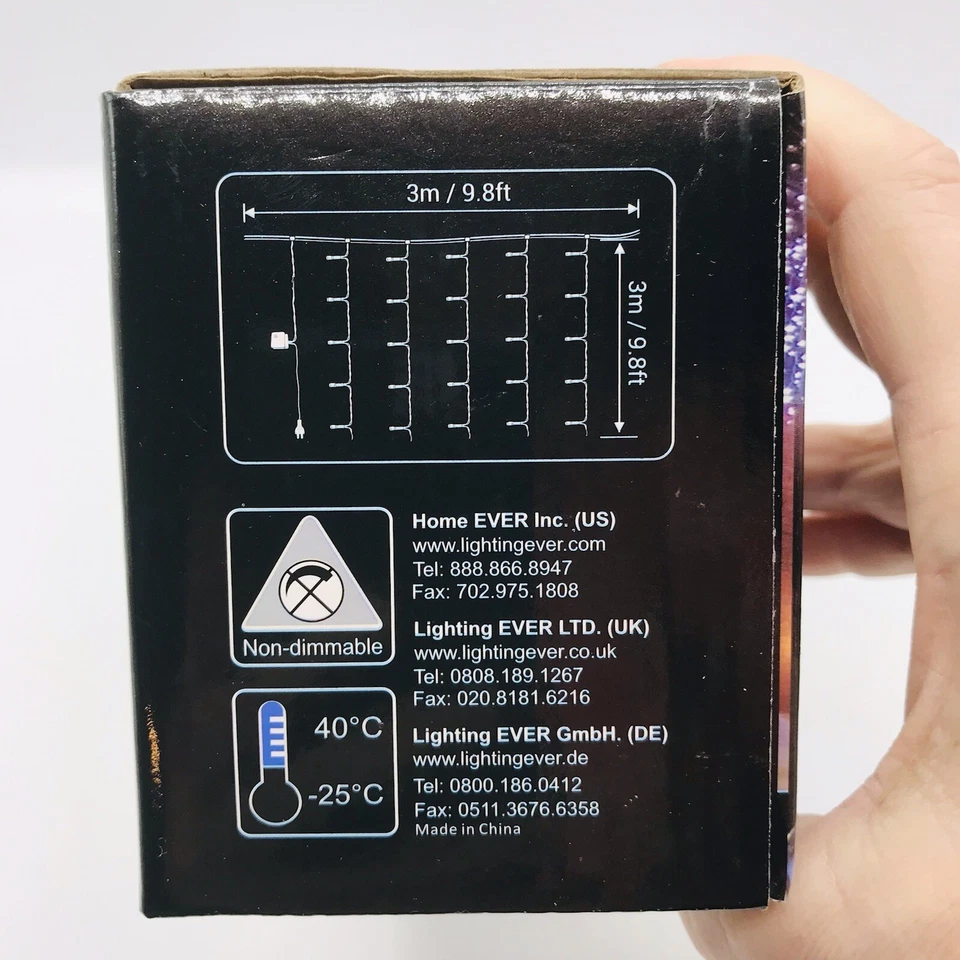 3m / 9.8ft
3m / 9.8ft
Non-dimmable
40°C
-25°C
Home EVER Inc. (US)
www.lightingever.com
Tel: 888.866.8947
Fax: 702.975.1808
Lighting EVER LTD. (UK)
www.lightingever.co.uk
Tel: 0808.189.1267
Fax: 020.8181.6216
Lighting EVER GmbH. (DE)
www.lightingever.de
Tel: 0800.186.0412
Fax: 0511.3676.6358
Made in China